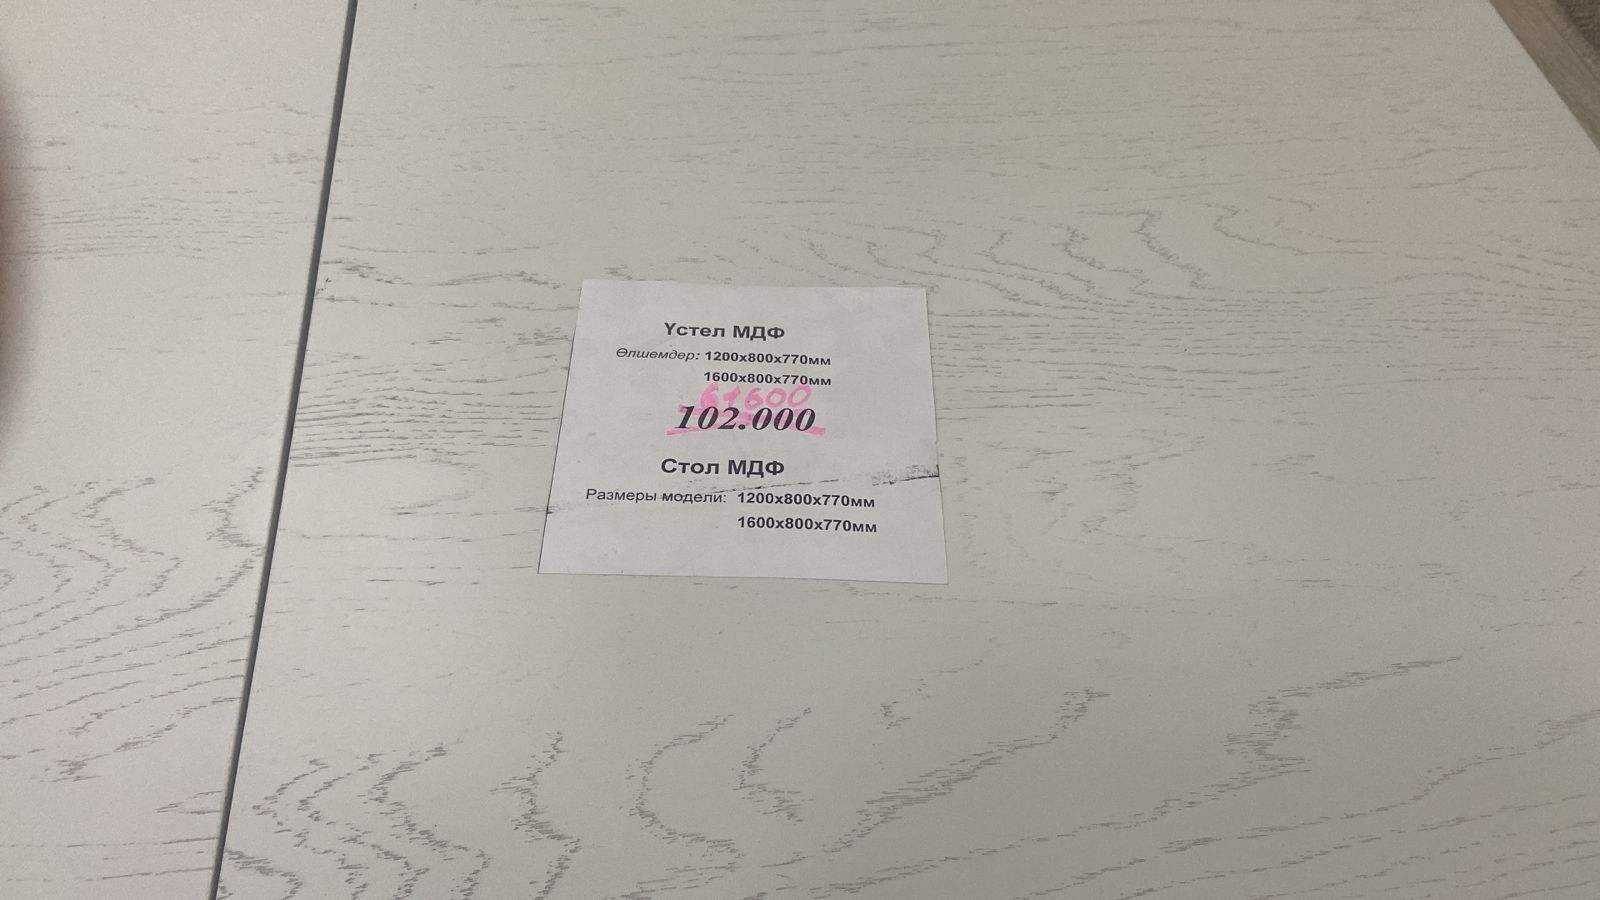 Үстел МДФ
Өлшемдер: 1200х800х770мм
1600х800х770мм
61600
102.000
Стол МДФ
Размеры модели: 1200х800х770мм
1600х800х770мм